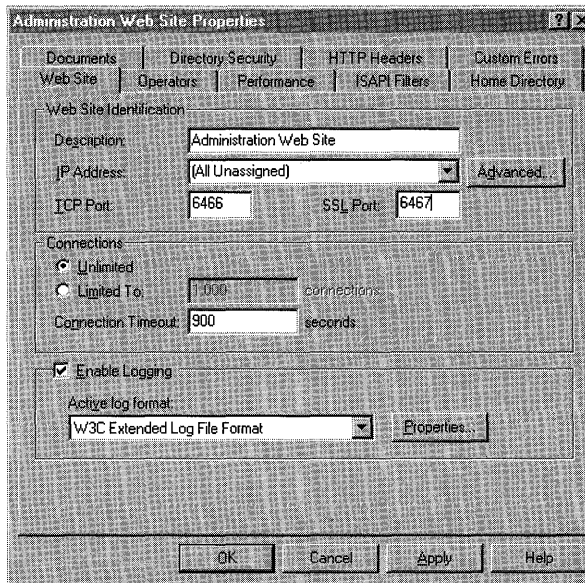 Administration Web Site Properties
Documents Directory Security HTTP Headers Custom Errors
Web Site Operators Performance ISAPI Filters Home Directory
Web Site Identification
Description: Administration Web Site
IP Address: (All Unassigned) Advanced...
TCP Port: 6466 SSL Port: 6467
Connections
Unlimited
Limited To: 1,000 connections
Connection Timeout: 900 seconds
Enable Logging
Active log format:
W3C Extended Log File Format Properties...
OK Cancel Apply Help